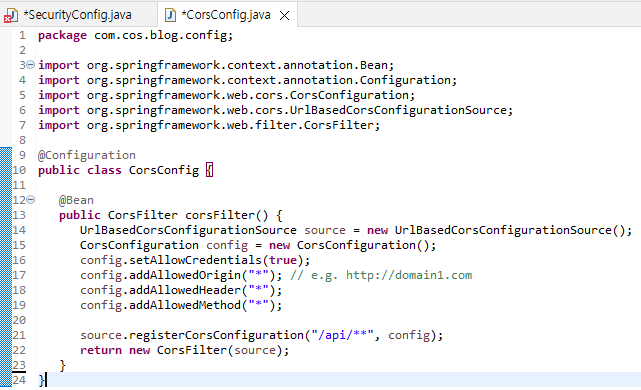 *SecurityConfig.java *CorsConfig.java
1 package com.cos.blog.config;
2
3 import org.springframework.context.annotation.Bean;
4 import org.springframework.context.annotation.Configuration;
5 import org.springframework.web.cors.CorsConfiguration;
6 import org.springframework.web.cors.UrlBasedCorsConfigurationSource;
7 import org.springframework.web.filter.CorsFilter;
8
9 @Configuration
10 public class CorsConfig {
11
12 @Bean
13 public CorsFilter corsFilter() {
14 UrlBasedCorsConfigurationSource source = new UrlBasedCorsConfigurationSource();
15 CorsConfiguration config = new CorsConfiguration();
16 config.setAllowCredentials(true);
17 config.addAllowedOrigin("*"); // e.g. http://domain1.com
18 config.addAllowedHeader("*");
19 config.addAllowedMethod("*");
20
21 source.registerCorsConfiguration("/api/**", config);
22 return new CorsFilter(source);
23 }
24 }